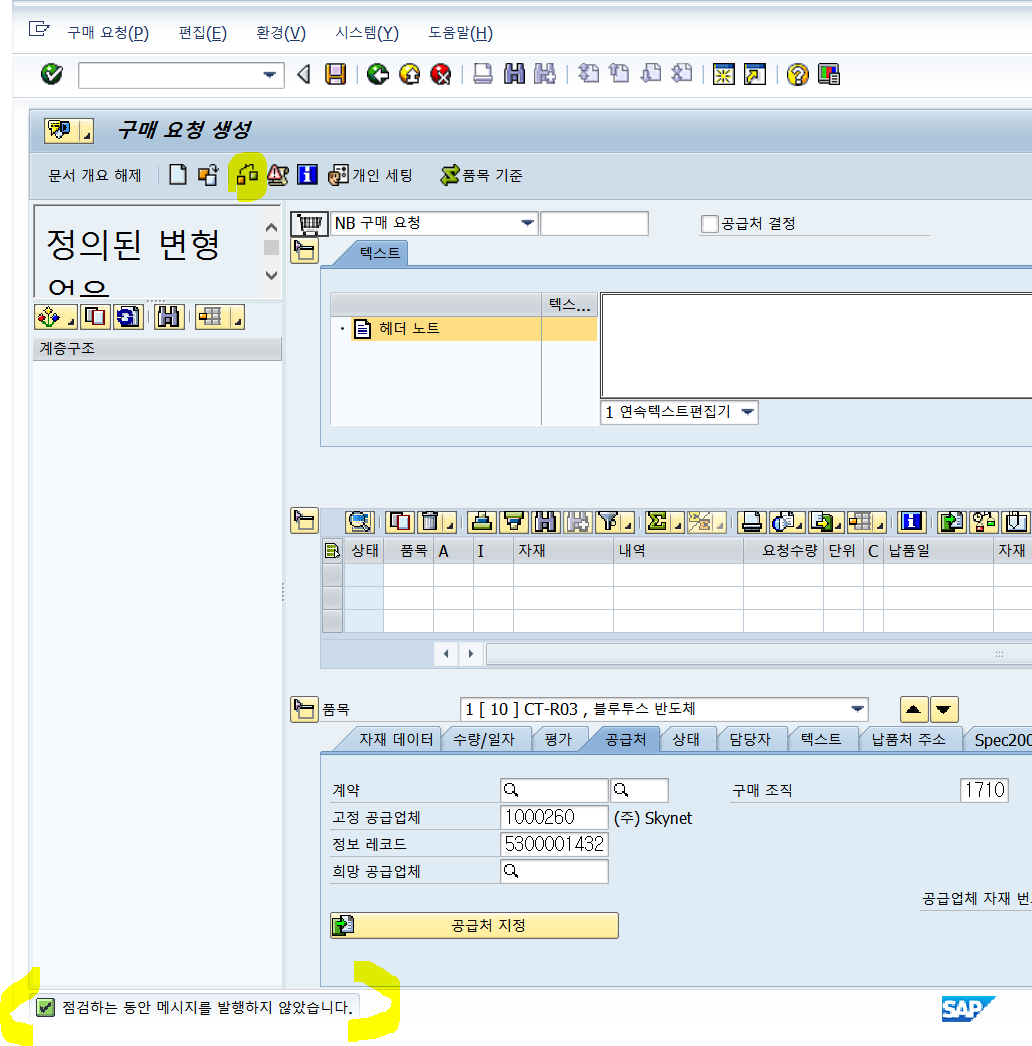 구매 요청(P) 편집(E) 환경(V) 시스템(Y) 도움말(H)
구매 요청 생성
문서 개요 해제 개인 세팅 품목 기준
정의된 변형
없음
계층구조
NB 구매 요청 공급처 결정
텍스트
텍스...
헤더 노트
1 연속텍스트편집기
상태 품목 A I 자재 내역 요청수량 단위 C 납품일 자재
품목 1 [ 10 ] CT-R03 , 블루투스 반도체
자재 데이터 수량/일자 평가 공급처 상태 담당자 텍스트 납품처 주소 Spec200
계약 구매 조직 1710
고정 공급업체 1000260 (주) Skynet
정보 레코드 5300001432
희망 공급업체
공급업체 자재 번
공급처 지정
점검하는 동안 메시지를 발행하지 않았습니다.
SAP